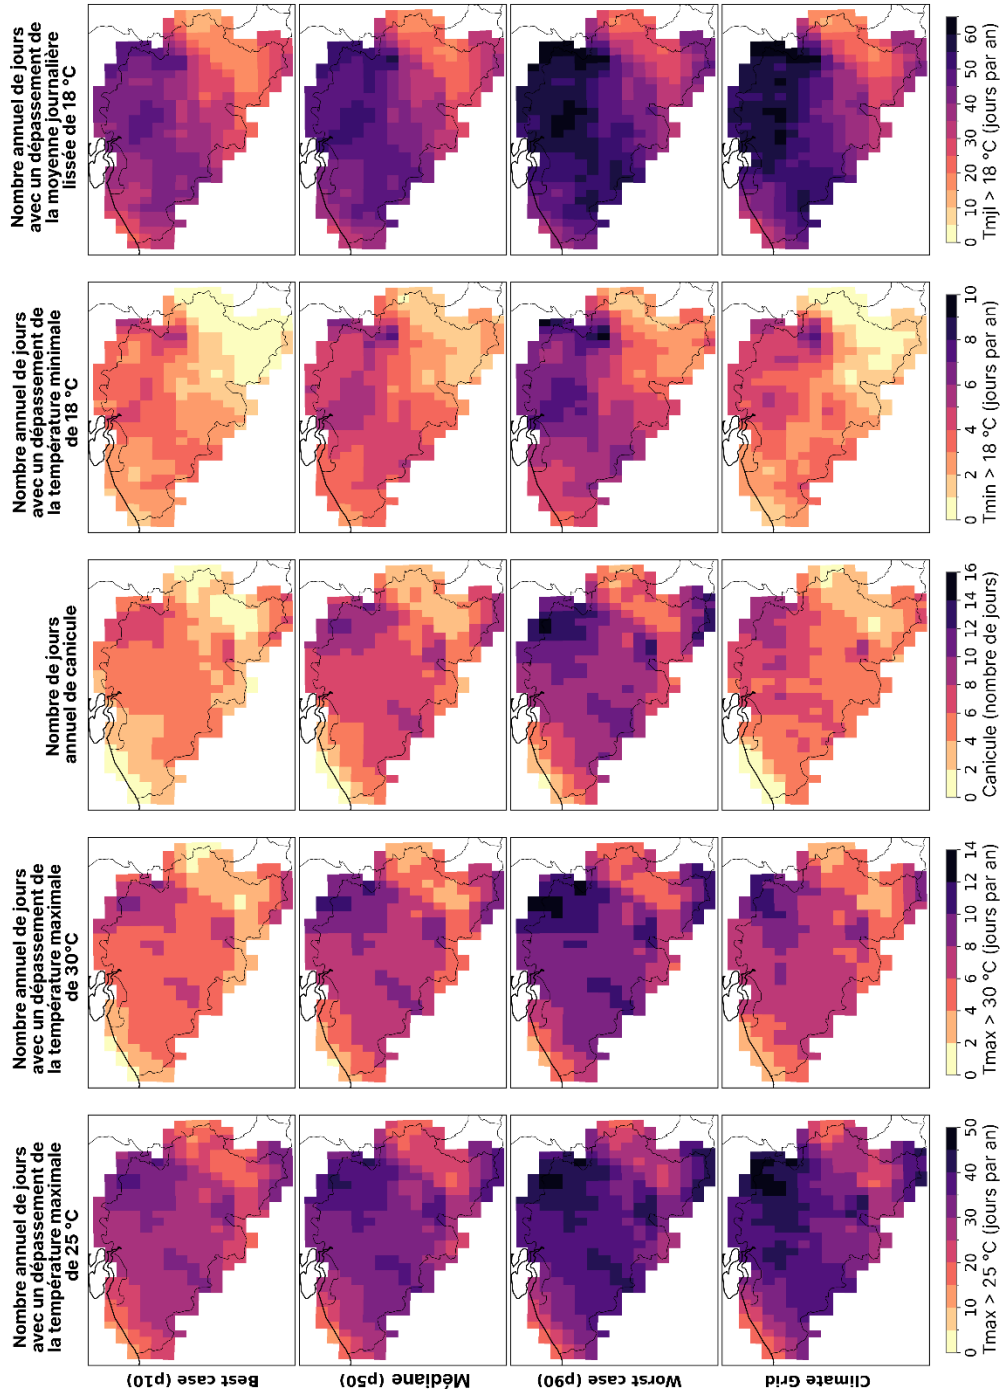 Nombre annuel de jours
avec un dépassement de
la température maximale
de 25 °C
Nombre annuel de jours
avec un dépassement de
la température maximale
de 30°C
Nombre de jours
annuel de canicule
Nombre annuel de jours
avec un dépassement de
la température minimale
de 18 °C
Nombre annuel de jours
avec un dépassement de
la moyenne journalière
lissée de 18 °C
Best case (p10)
Médiane (p50)
Worst case (p90)
Climate Grid
0 10 20 30 40 50
Tmax > 25 °C (jours par an)
0 2 4 6 8 10 12 14
Tmax > 30 °C (jours par an)
0 2 4 6 8 10 12 14 16
Canicule (nombre de jours)
0 2 4 6 8 10
Tmin > 18 °C (jours par an)
0 10 20 30 40 50 60
Tmjl > 18 °C (jours par an)